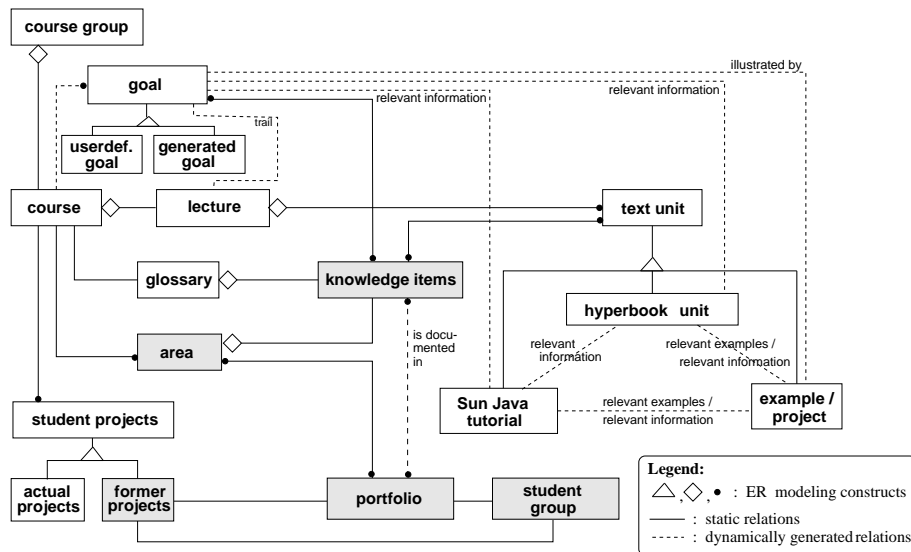 course group
goal
illustrated by
relevant information
relevant information
trail
userdef.
goal
generated
goal
course
lecture
text unit
glossary
knowledge items
hyperbook unit
is docu-
mented
in
relevant
information
relevant examples /
relevant information
area
Sun Java
tutorial
relevant examples /
relevant information
example /
project
student projects
actual
projects
former
projects
portfolio
student
group
Legend:
, , : ER modeling constructs
: static relations
: dynamically generated relations